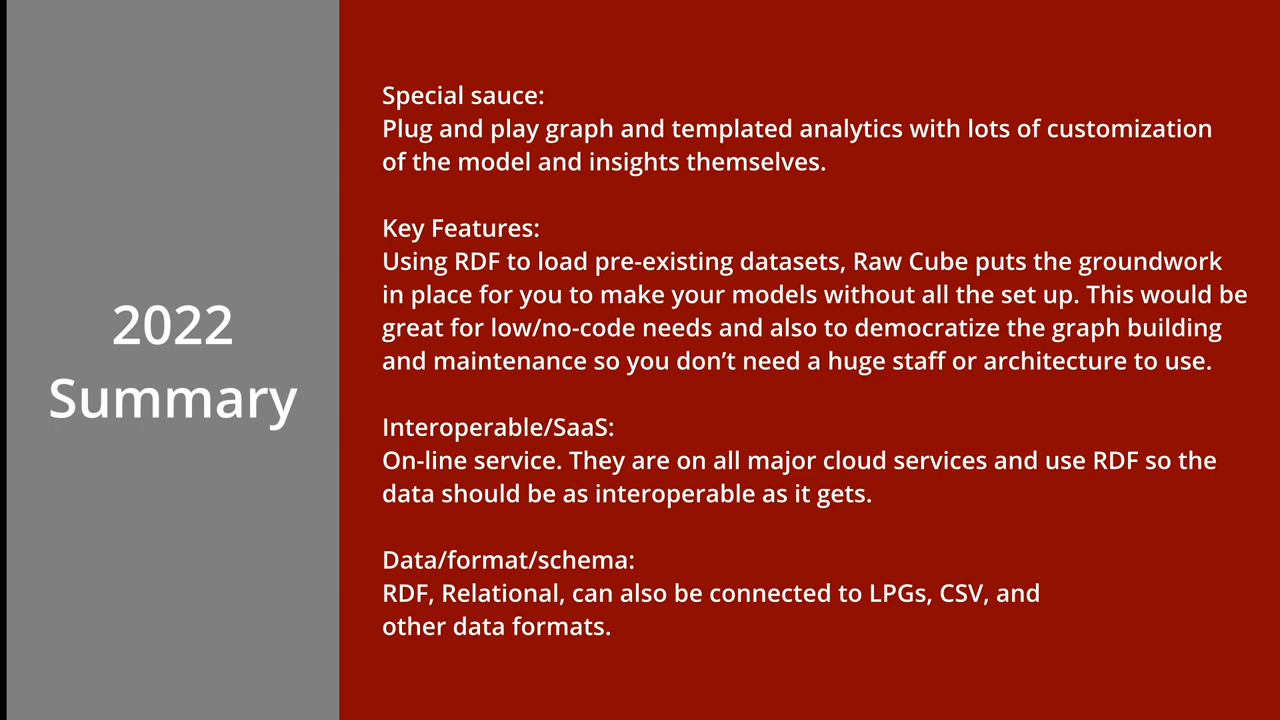 2022
Summary
Special sauce:
Plug and play graph and templated analytics with lots of customization
of the model and insights themselves.
Key Features:
Using RDF to load pre-existing datasets, Raw Cube puts the groundwork
in place for you to make your models without all the set up. This would be
great for low/no-code needs and also to democratize the graph building
and maintenance so you don’t need a huge staff or architecture to use.
Interoperable/SaaS:
On-line service. They are on all major cloud services and use RDF so the
data should be as interoperable as it gets.
Data/format/schema:
RDF, Relational, can also be connected to LPGs, CSV, and
other data formats.